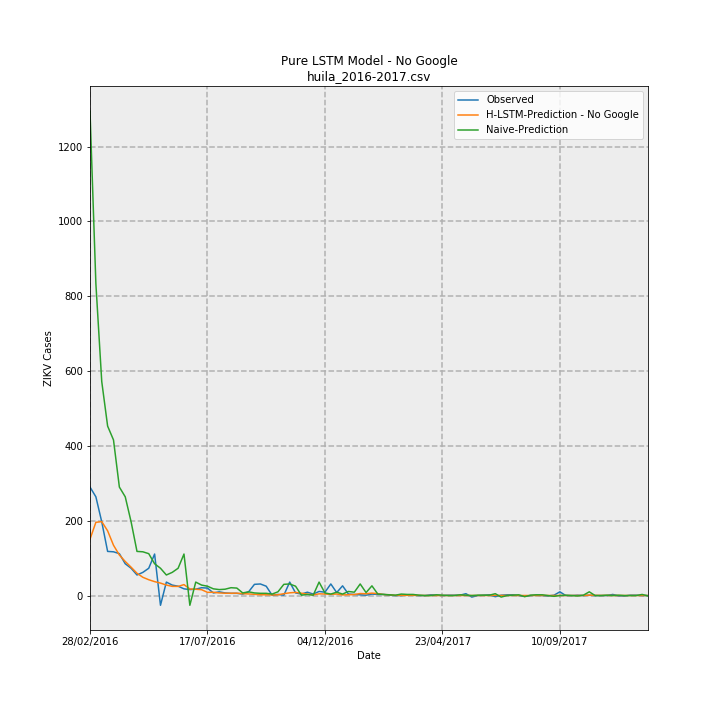 Pure LSTM Model - No Google
huila_2016-2017.csv
Observed
H-LSTM-Prediction - No Google
Naive-Prediction
ZIKV Cases
1200
1000
800
600
400
200
0
28/02/2016
17/07/2016
04/12/2016
23/04/2017
10/09/2017
Date